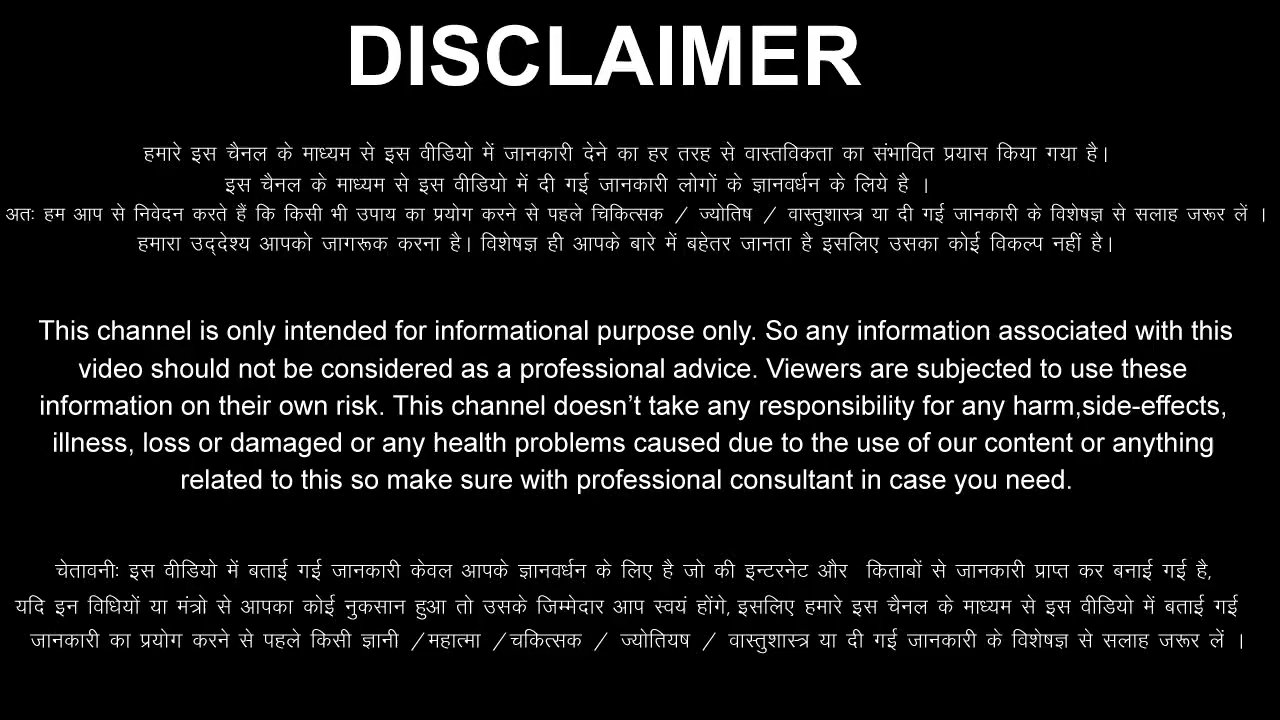 DISCLAIMER
हमारे इस चैनल के माध्यम से इस वीडियो में जानकारी देने का हर तरह से वास्तविकता का संभावित प्रयास किया गया है।
इस चैनल के माध्यम से इस वीडियो में दी गई जानकारी लोगों के ज्ञानवर्धन के लिये है ।
अतः हम आप से निवेदन करते हैं कि किसी भी उपाय का प्रयोग करने से पहले चिकित्सक / ज्योतिष / वास्तुशास्त्र या दी गई जानकारी के विशेषज्ञ से सलाह जरूर लें ।
हमारा उद्देश्य आपको जागरूक करना है। विशेषज्ञ ही आपके बारे में बहेतर जानता है इसलिए उसका कोई विकल्प नहीं है।
This channel is only intended for informational purpose only. So any information associated with this
video should not be considered as a professional advice. Viewers are subjected to use these
information on their own risk. This channel doesn’t take any responsibility for any harm,side-effects,
illness, loss or damaged or any health problems caused due to the use of our content or anything
related to this so make sure with professional consultant in case you need.
चेतावनीः इस वीडियो में बताई गई जानकारी केवल आपके ज्ञानवर्धन के लिए है जो की इन्टरनेट और किताबों से जानकारी प्राप्त कर बनाई गई है,
यदि इन विधियों या मंत्रो से आपका कोई नुकसान हुआ तो उसके जिम्मेदार आप स्वयं होंगे, इसलिए हमारे इस चैनल के माध्यम से इस वीडियो में बताई गई
जानकारी का प्रयोग करने से पहले किसी ज्ञानी /महात्मा /चकित्सक / ज्योतियष / वास्तुशास्त्र या दी गई जानकारी के विशेषज्ञ से सलाह जरूर लें ।